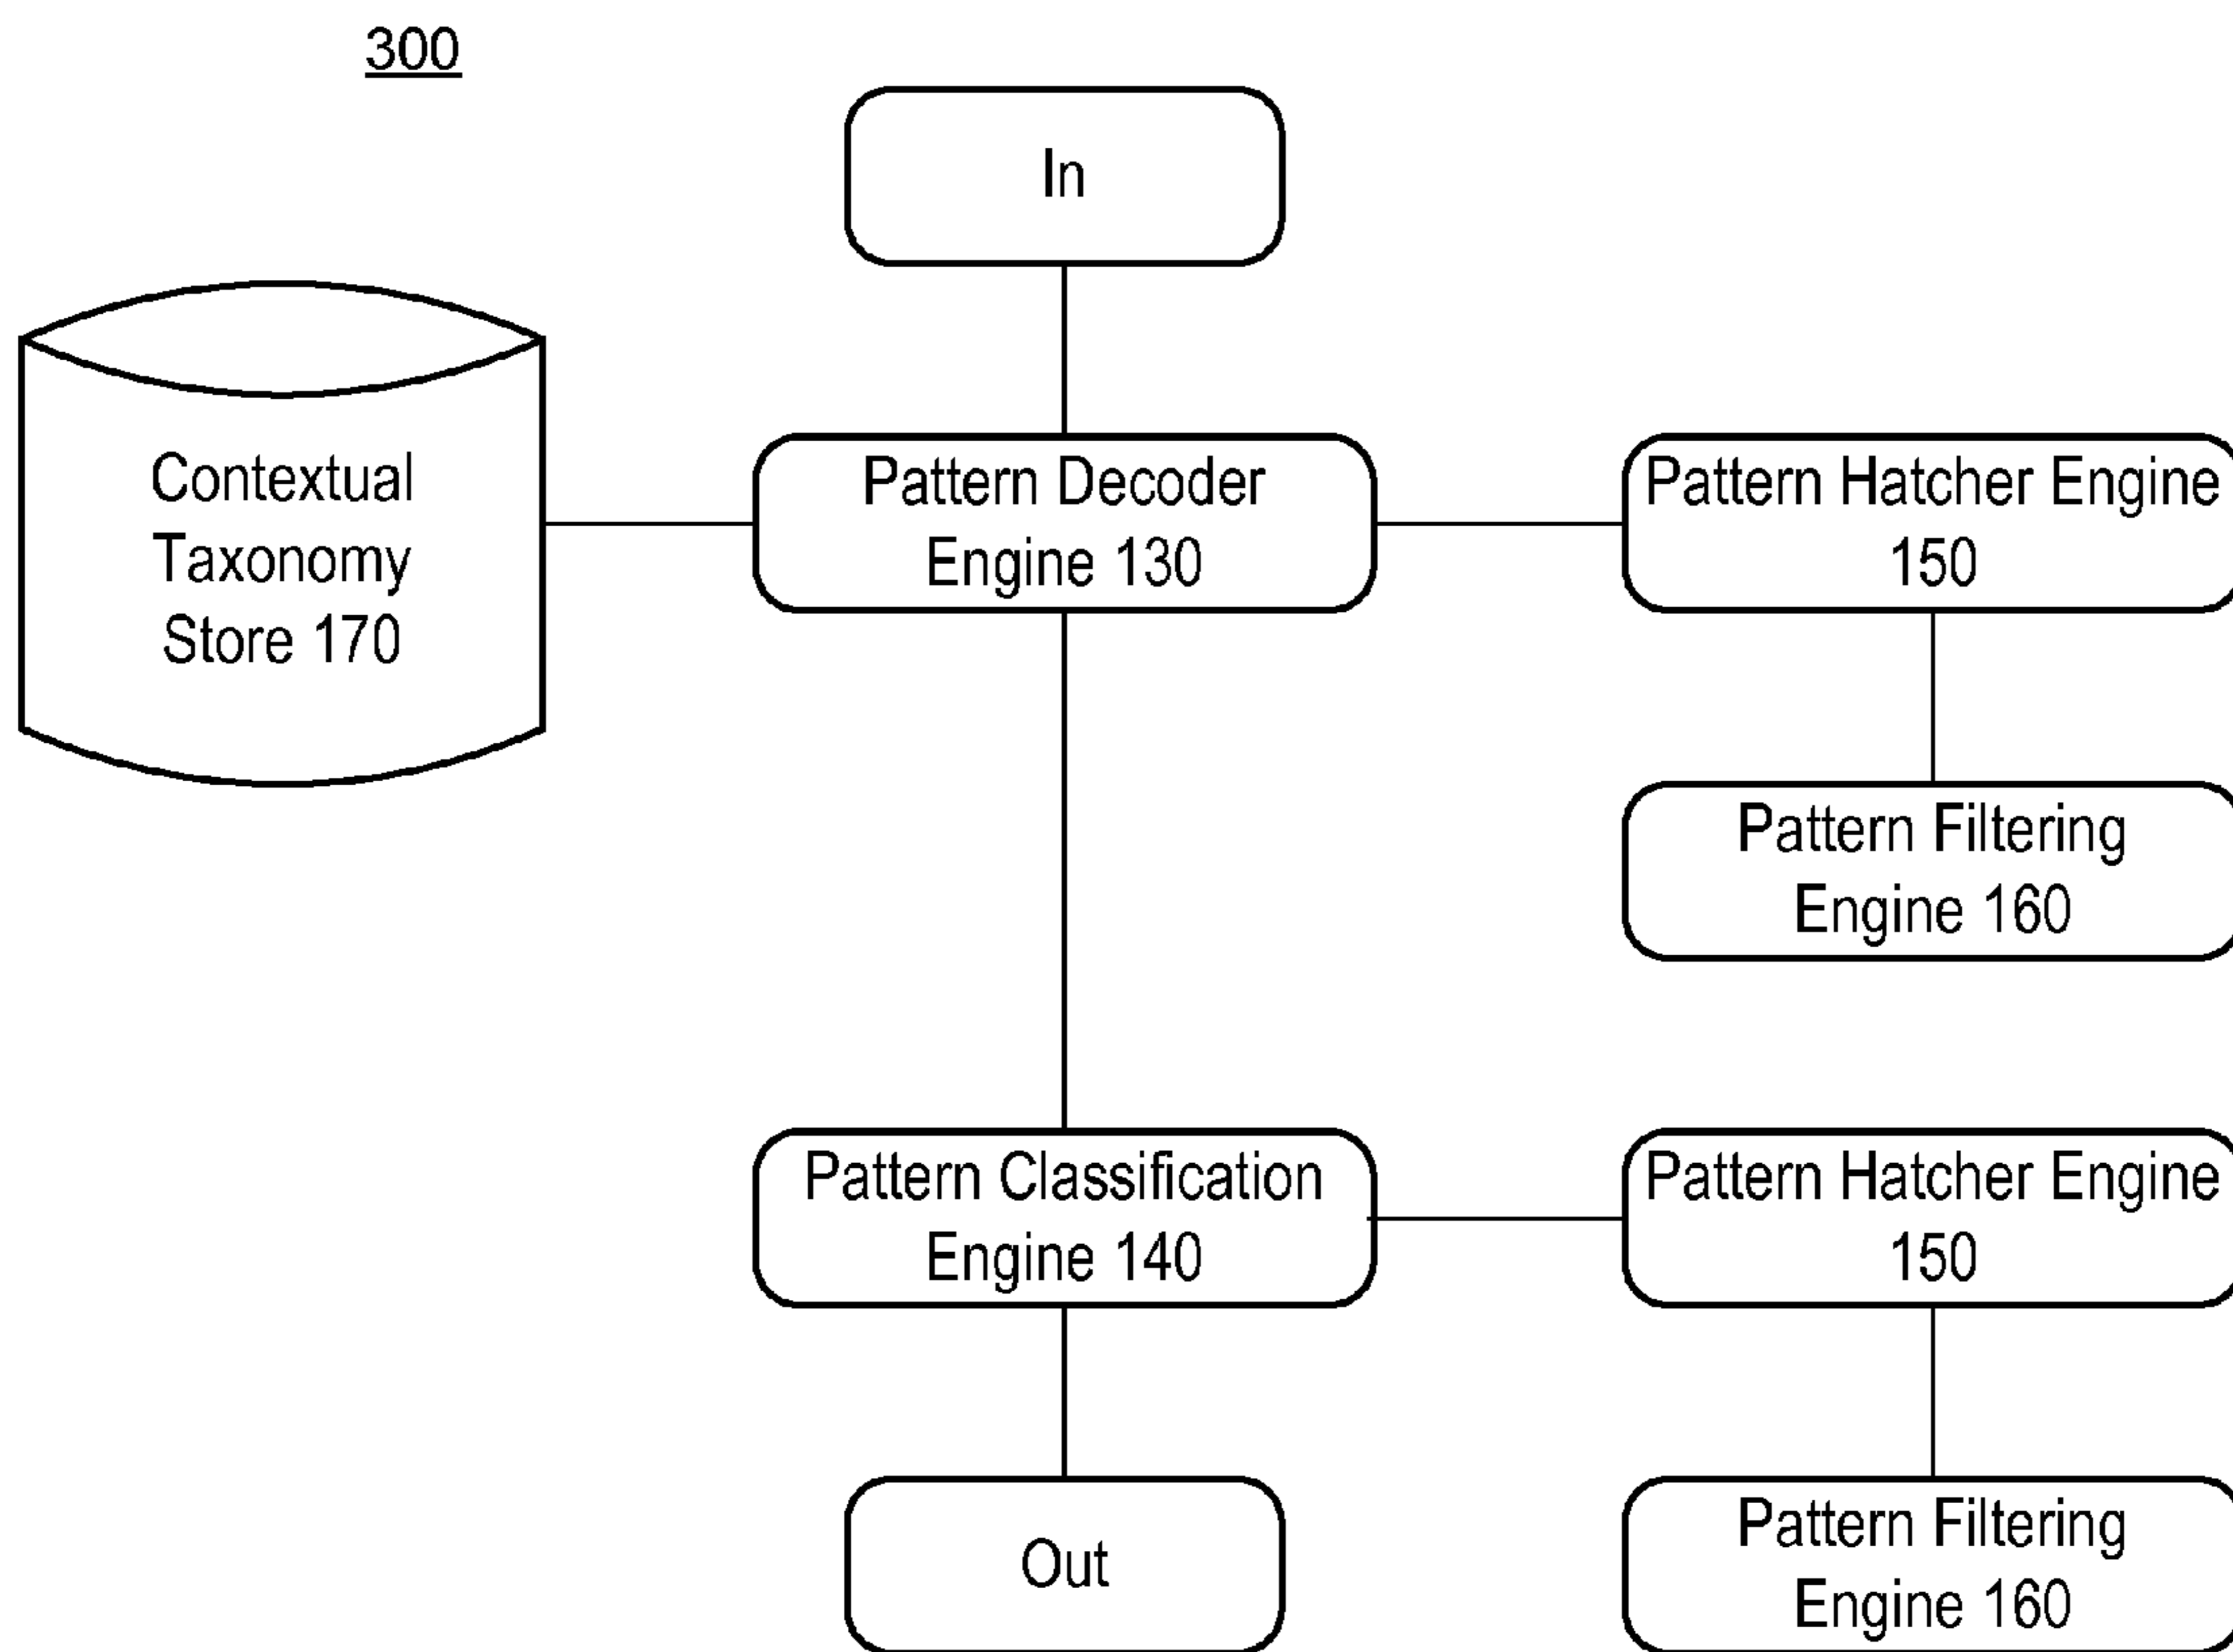 300
In
Contextual
Taxonomy
Store 170
Pattern Decoder
Engine 130
Pattern Hatcher Engine
150
Pattern Filtering
Engine 160
Pattern Classification
Engine 140
Pattern Hatcher Engine
150
Out
Pattern Filtering
Engine 160